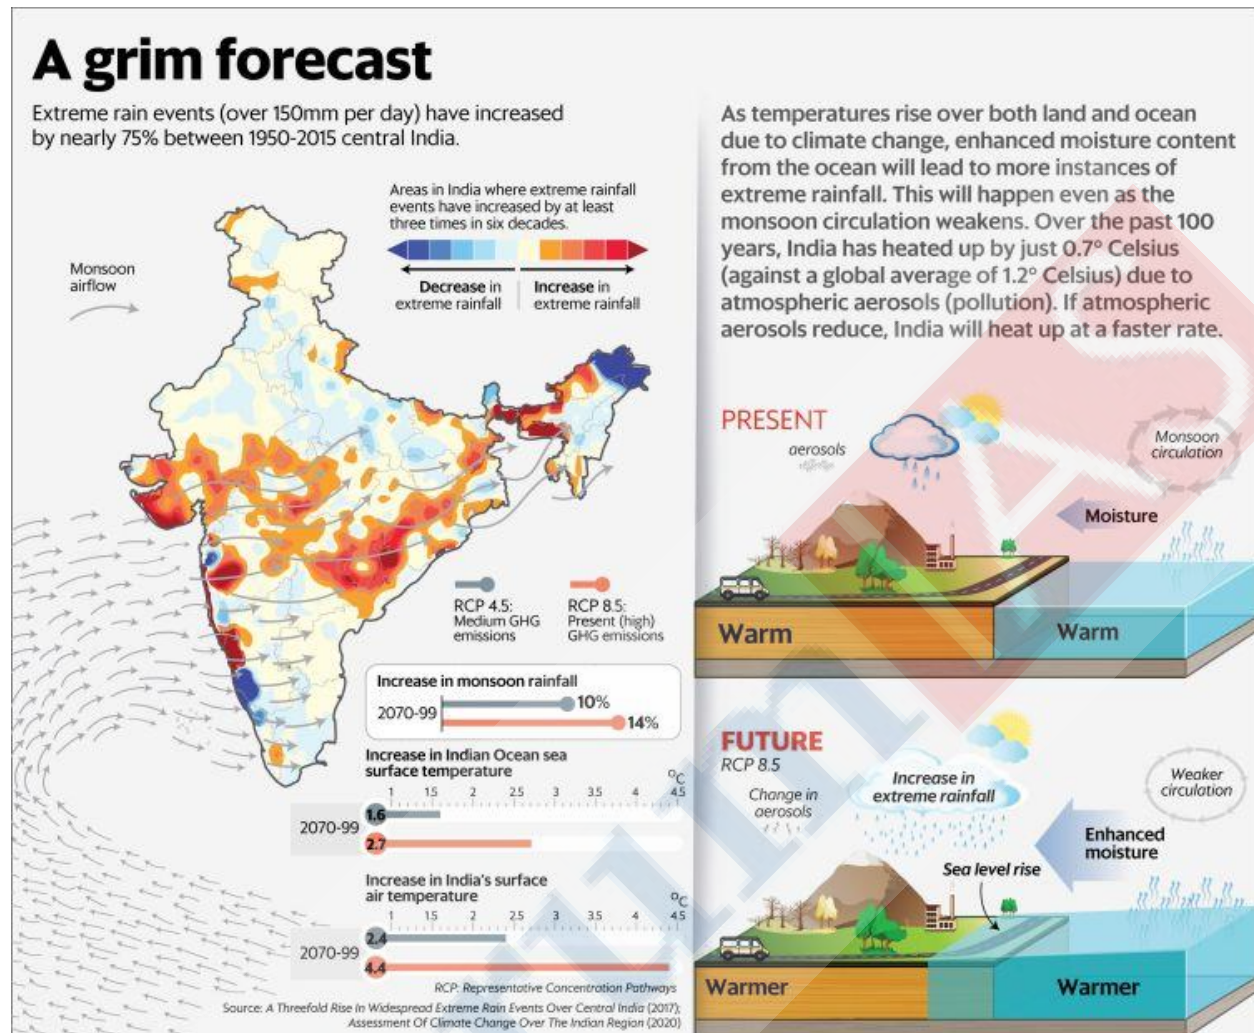 A grim forecast
Extreme rain events (over 150mm per day) have increased
by nearly 75% between 1950-2015 central India.
Areas in India where extreme rainfall
events have increased by at least
three times in six decades.
Decrease in
extreme rainfall
Increase in
extreme rainfall
Monsoon
airflow
RCP 4.5:
Medium GHG
emissions
RCP 8.5:
Present (high)
GHG emissions
Increase in monsoon rainfall
2070-99
10%
14%
Increase in Indian Ocean sea
surface temperature
°C
1 1.5 2 2.5 3 3.5 4 4.5
2070-99
1.6
2.7
Increase in India's surface
air temperature
°C
1 1.5 2 2.5 3 3.5 4 4.5
2070-99
2.4
4.4
RCP: Representative Concentration Pathways
Source: A Threefold Rise In Widespread Extreme Rain Events Over Central India (2017);
Assessment Of Climate Change Over The Indian Region (2020)
As temperatures rise over both land and ocean
due to climate change, enhanced moisture content
from the ocean will lead to more instances of
extreme rainfall. This will happen even as the
monsoon circulation weakens. Over the past 100
years, India has heated up by just 0.7° Celsius
(against a global average of 1.2° Celsius) due to
atmospheric aerosols (pollution). If atmospheric
aerosols reduce, India will heat up at a faster rate.
PRESENT
aerosols
Monsoon
circulation
Moisture
Warm
Warm
FUTURE
RCP 8.5
Change in
aerosols
Increase in
extreme rainfall
Weaker
circulation
Enhanced
moisture
Sea level rise
Warmer
Warmer